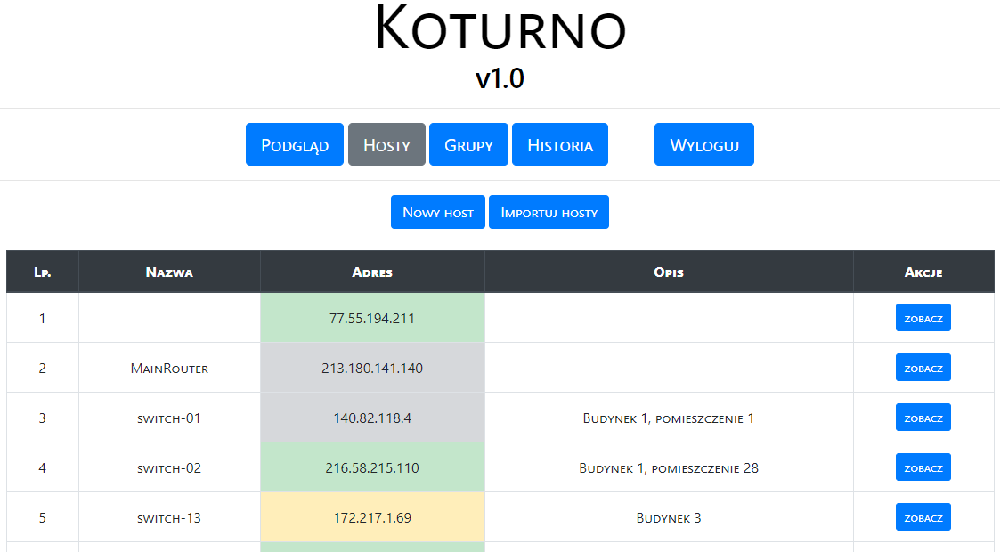 Koturno
v1.0
Podgląd Hosty Grupy Historia Wyloguj
Nowy host Importuj hosty
Lp. Nazwa Adres Opis Akcje
1 77.55.194.211 zobacz
2 MainRouter 213.180.141.140 zobacz
3 switch-01 140.82.118.4 Budynek 1, pomieszczenie 1 zobacz
4 switch-02 216.58.215.110 Budynek 1, pomieszczenie 28 zobacz
5 switch-13 172.217.1.69 Budynek 3 zobacz